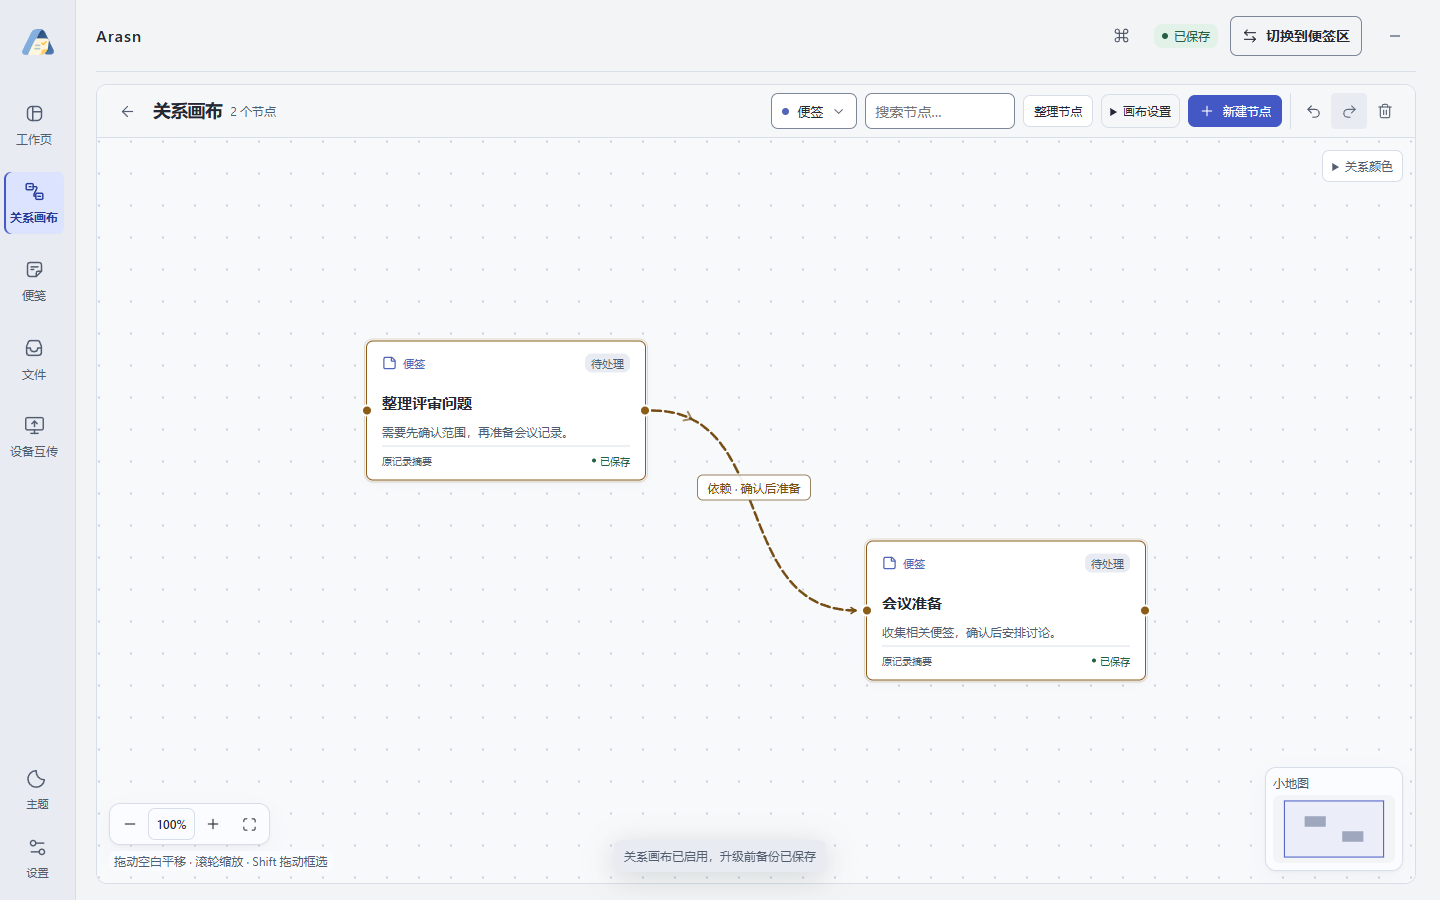 Arasn
已保存
切换到便签区
工作页
关系画布
便笺
文件
设备互传
主题
设置
关系画布 2 个节点
便签
搜索节点...
整理节点
画布设置
新建节点
关系颜色
便签
待处理
整理评审问题
需要先确认范围，再准备会议记录。
原记录摘要
已保存
依赖 · 确认后准备
便签
待处理
会议准备
收集相关便签，确认后安排讨论。
原记录摘要
已保存
小地图
100%
拖动空白平移 · 滚轮缩放 · Shift 拖动框选
关系画布已启用，升级前备份已保存